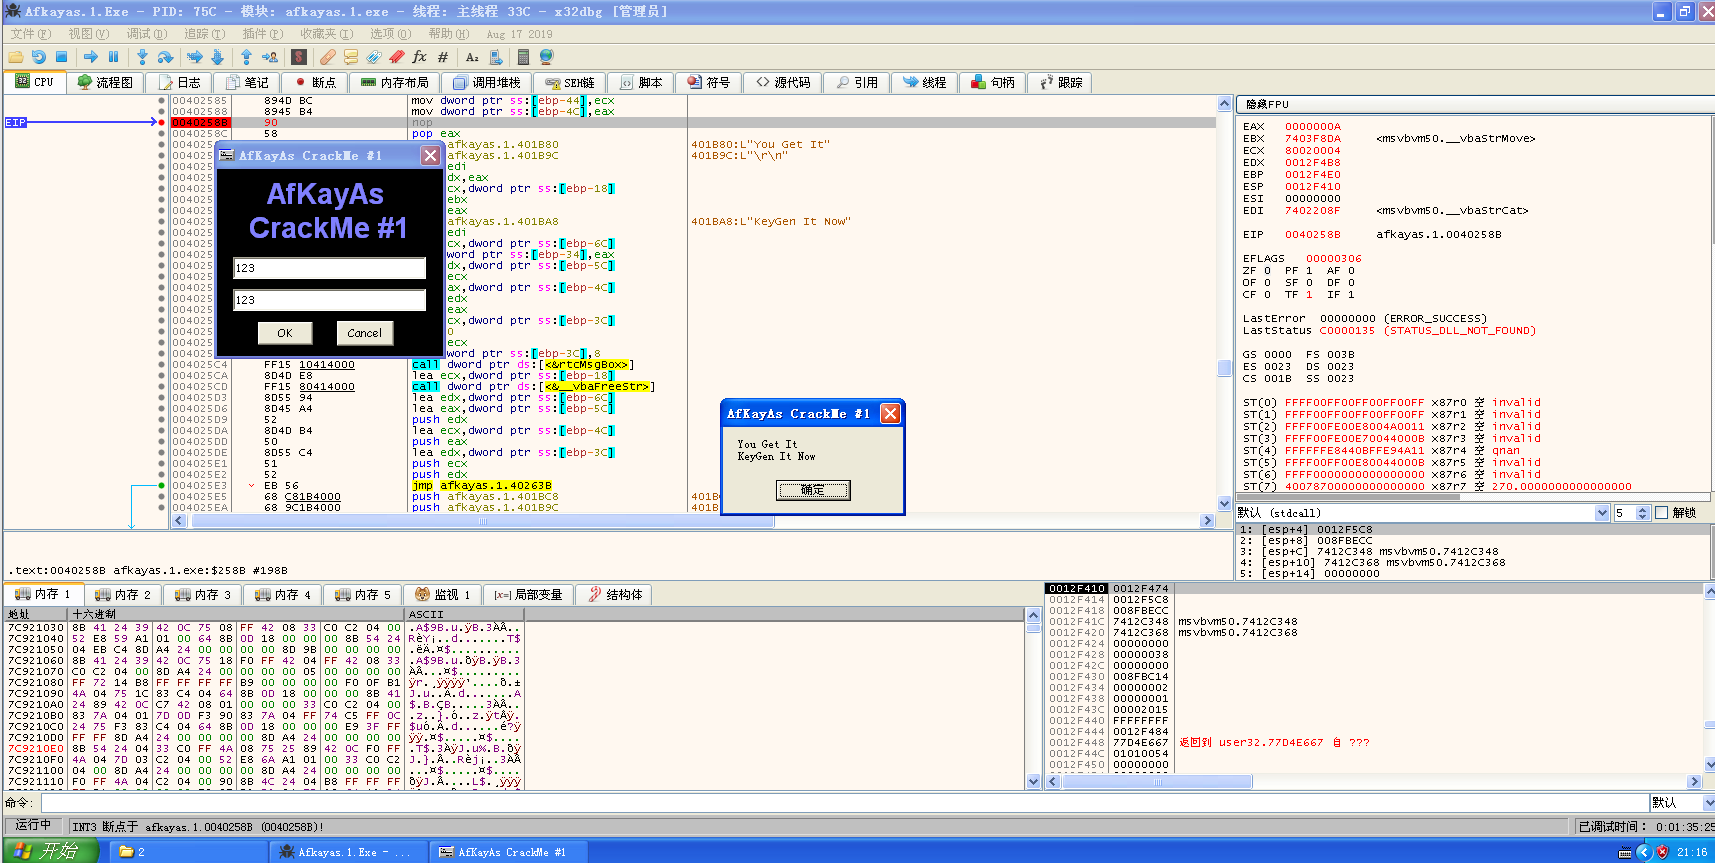 Afkayas.1.Exe - PID: 75C - 模块: afkayas.1.exe - 线程: 主线程 33C - x32dbg [管理员]
文件(F) 视图(V) 调试(D) 追踪(T) 插件(P) 收藏夹(I) 选项(O) 帮助(H) Aug 17 2019
CPU 流程图 日志 笔记 断点 内存布局 调用堆栈 SEH链 脚本 符号 源代码 引用 线程 句柄 跟踪
00402585 894D BC mov dword ptr ss:[ebp-44],ecx
00402588 8945 B4 mov dword ptr ss:[ebp-4C],eax
EIP 0040258B 90 nop
0040258C 58 pop eax
afkayas.1.401B80 401B80:L"You Get It"
afkayas.1.401B9C 401B9C:L"\r\n"
edi
dx,eax
cx,dword ptr ss:[ebp-18]
ebx
eax
afkayas.1.401BA8 401BA8:L"KeyGen It Now"
edi
cx,dword ptr ss:[ebp-6C]
word ptr ss:[ebp-34],eax
dx,dword ptr ss:[ebp-5C]
ecx
ax,dword ptr ss:[ebp-4C]
edx
eax
cx,dword ptr ss:[ebp-3C]
0
ecx
word ptr ss:[ebp-3C],8
004025C4 FF15 10414000 call dword ptr ds:[<&rtcMsgBox>]
004025CA 8D4D E8 lea ecx,dword ptr ss:[ebp-18]
004025CD FF15 80414000 call dword ptr ds:[<&__vbaFreeStr>]
004025D3 8D55 94 lea edx,dword ptr ss:[ebp-6C]
004025D6 8D45 A4 lea eax,dword ptr ss:[ebp-5C]
004025D9 52 push edx
004025DA 8D4D B4 lea ecx,dword ptr ss:[ebp-4C]
004025DD 50 push eax
004025DE 8D55 C4 lea edx,dword ptr ss:[ebp-3C]
004025E1 51 push ecx
004025E2 52 push edx
004025E3 EB 56 jmp afkayas.1.40263B
004025E5 68 C81B4000 push afkayas.1.401BC8
004025EA 68 9C1B4000 push afkayas.1.401B9C
AfKayAs CrackMe #1
AfKayAs
CrackMe #1
123
123
OK Cancel
AfKayAs CrackMe #1
You Get It
KeyGen It Now
确定
隐藏FPU
EAX 0000000A
EBX 7403F8DA <msvbvm50.__vbaStrMove>
ECX 80020004
EDX 0012F4B8
EBP 0012F4E0
ESP 0012F410
ESI 00000000
EDI 7402208F <msvbvm50.__vbaStrCat>
EIP 0040258B afkayas.1.0040258B
EFLAGS 00000306
ZF 0 PF 1 AF 0
OF 0 SF 0 DF 0
CF 0 TF 1 IF 1
LastError 00000000 (ERROR_SUCCESS)
LastStatus C0000135 (STATUS_DLL_NOT_FOUND)
GS 0000 FS 003B
ES 0023 DS 0023
CS 001B SS 0023
ST(0) FFFF00FF00FF00FF00FF x87r0 空 invalid
ST(1) FFFF00FF00FF00FF00FF x87r1 空 invalid
ST(2) FFFF00FE00E8004A0011 x87r2 空 invalid
ST(3) FFFF00FE00E70044000B x87r3 空 invalid
ST(4) FFFFFFFE8440BFFE94A11 x87r4 空 qnan
ST(5) FFFF00FF00E80044000B x87r5 空 invalid
ST(6) FFFF0000000000000000 x87r6 空 invalid
ST(7) 40078700000000000000 x87r7 空 270.0000000000000000
默认 (stdcall) 5 解锁
1: [esp+4] 0012F5C8
2: [esp+8] 008FBECC
3: [esp+C] 7412C348 msvbvm50.7412C348
4: [esp+10] 7412C368 msvbvm50.7412C368
5: [esp+14] 00000000
.text:0040258B afkayas.1.exe:$258B #198B
内存 1 内存 2 内存 3 内存 4 内存 5 监视 1 [x=] 局部变量 结构体
地址 十六进制 ASCII
7C921030 8B 41 24 39 42 0C 75 08 FF 42 08 33 C0 C2 04 00
7C921040 52 E8 59 A1 01 00 64 8B 0D 18 00 00 00 8B 54 24
7C921050 04 EB C4 8D A4 24 00 00 00 00 8D 9B
7C921060 8B 41 24 39 42 0C 75 18 F0 FF 42 04 FF 42 08 33
7C921070 C0 C2 04 00 8D A4 24 00 00 00 00 05 00 00 00 00
7C921080 FF 72 14 B8 FF FF FF FF B9 00 00 00 00 F0 0F B1
7C921090 4A 04 75 1C 83 C4 04 64 8B 0D 18 00 00 00 8B 41
7C9210A0 24 89 42 0C C7 42 08 01 00 00 00 33 C0 C2 04 00
7C9210B0 83 7A 04 01 7D 0D F3 90 83 7A 04 FF 74 C5 FF 0C
7C9210C0 24 75 F3 83 C4 04 64 8B 0D 18 00 00 00 E9 3F FF
7C9210D0 FF FF 8D A4 24 00 00 00 00 8D A4 24 00 00 00 00
7C9210E0 8B 54 24 04 33 C0 FF 4A 08 75 25 89 42 0C F0 FF
7C9210F0 4A 04 7D 03 C2 04 00 52 E8 6A A1 01 00 33 C0 C2
7C921100 04 00 8D A4 24 00 00 00 00 8D A4 24 00 00 00 00
7C921110 F0 FF 4A 04 C2 04 00 90 8B 4C 24 04 B8 FF FF FF
0012F410 0012F474
0012F414 0012F5C8
0012F418 008FBECC
0012F41C 7412C348 msvbvm50.7412C348
0012F420 7412C368 msvbvm50.7412C368
0012F424 00000000
0012F428 00000038
0012F42C 00000000
0012F430 008FBC14
0012F434 00000002
0012F438 00000001
0012F43C 00002015
0012F440 FFFFFFFF
0012F444 0012F484
0012F448 77D4E667 返回到 user32.77D4E667 自 ???
0012F44C 01010054
0012F450 00000000
命令: 默认
运行中 INT3 断点于 afkayas.1.0040258B (0040258B)! 已调试时间: 0:01:35:25
开始 2 Afkayas.1.Exe - ... AfKayAs CrackMe #1 21:16